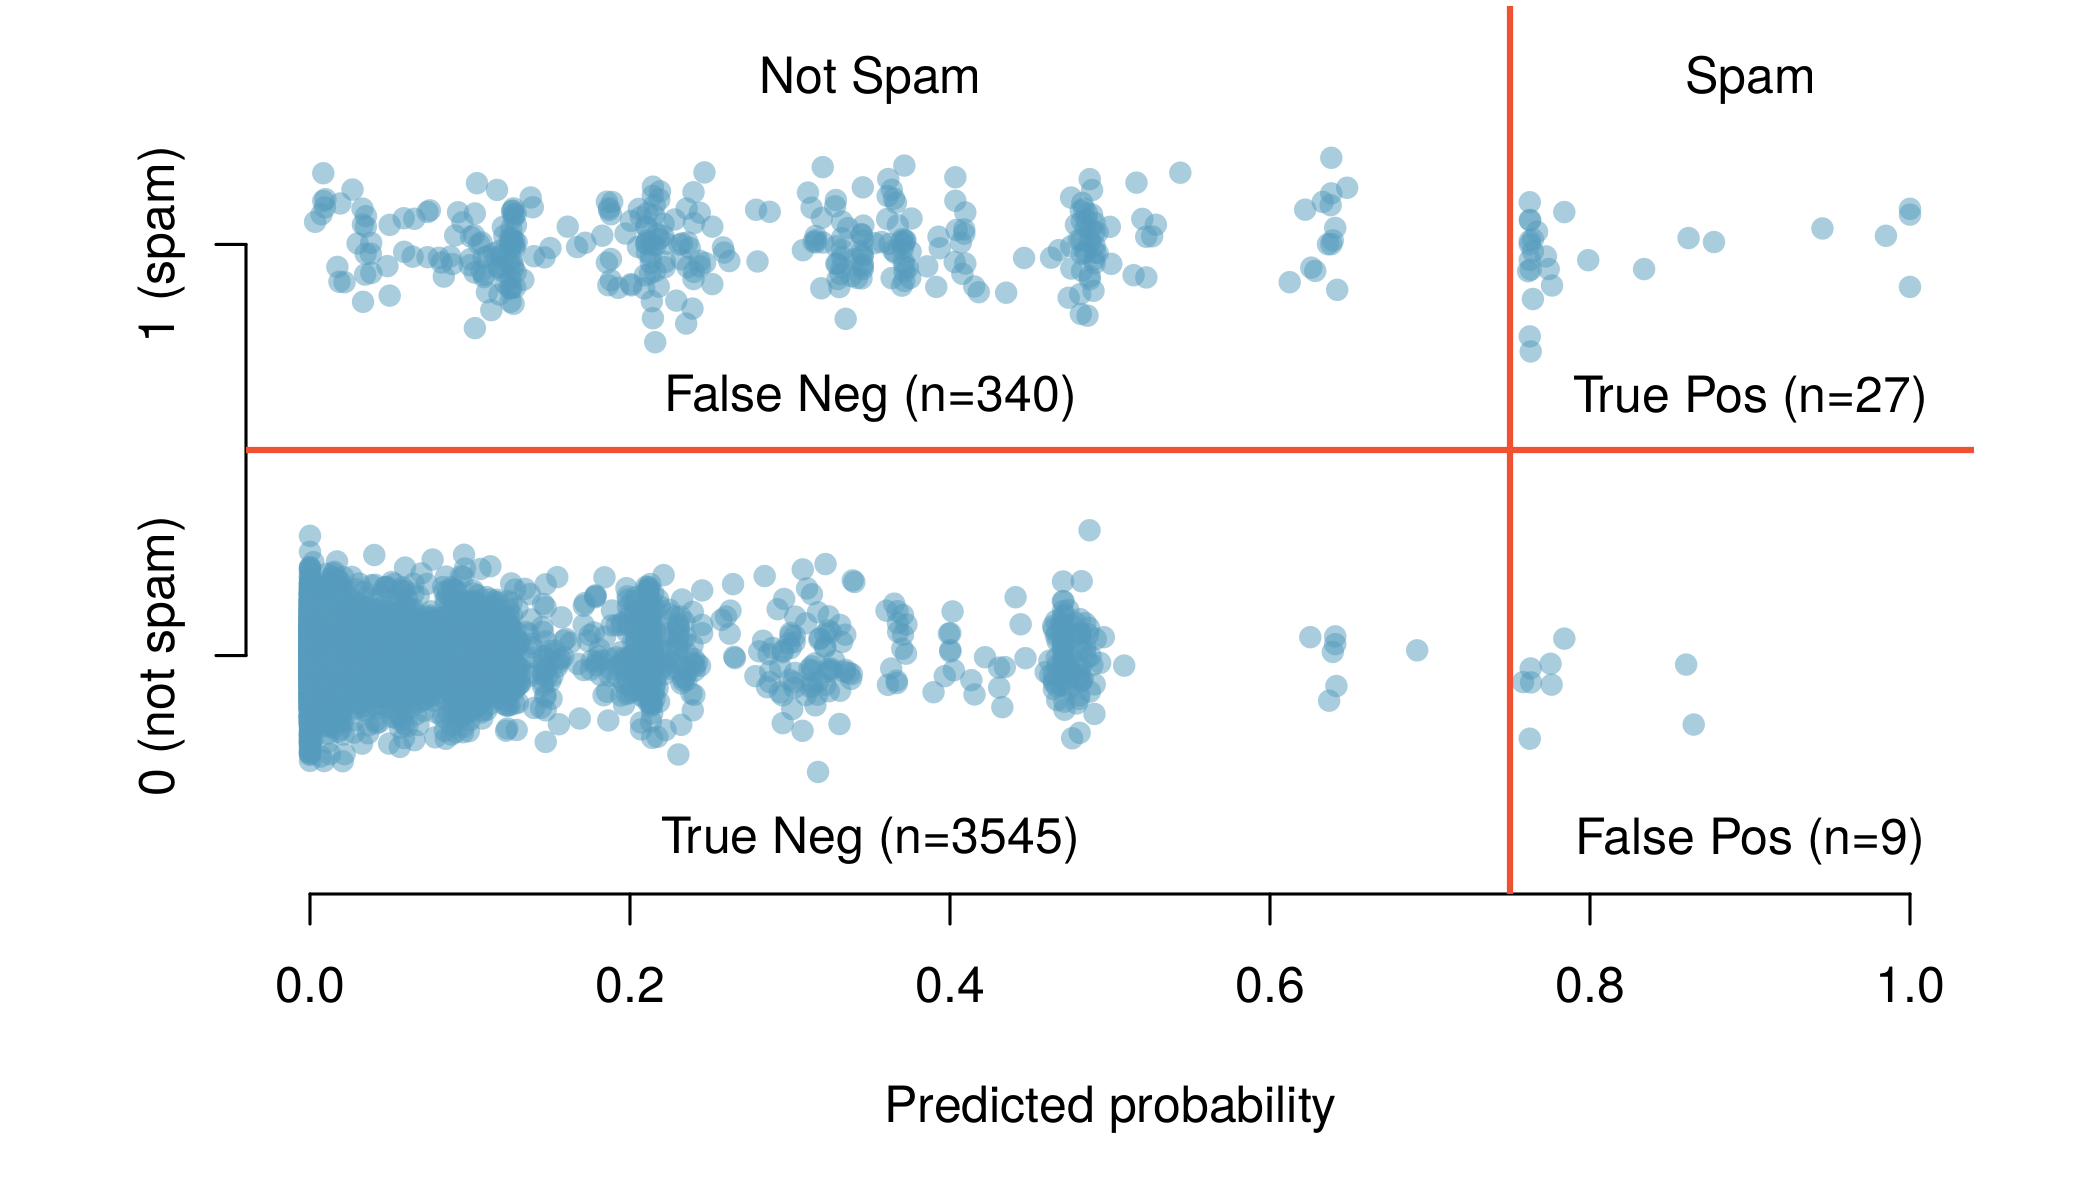 Not Spam
Spam
1 (spam)
False Neg (n=340)
True Pos (n=27)
0 (not spam)
True Neg (n=3545)
False Pos (n=9)
0.0
0.2
0.4
0.6
0.8
1.0
Predicted probability